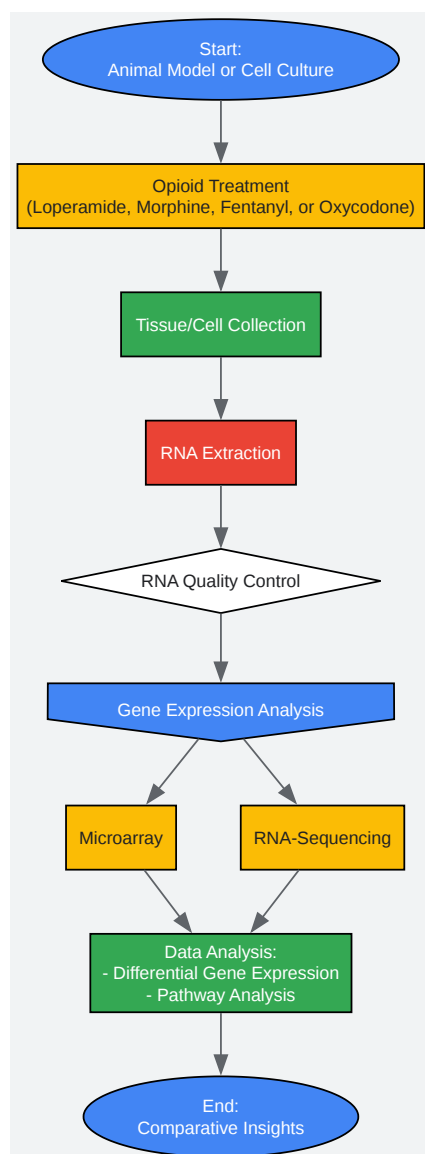 Start:
Animal Model or Cell Culture
Opioid Treatment
(Loperamide, Morphine, Fentanyl, or Oxycodone)
Tissue/Cell Collection
RNA Extraction
RNA Quality Control
Gene Expression Analysis
Microarray
RNA-Sequencing
Data Analysis:
- Differential Gene Expression
- Pathway Analysis
End:
Comparative Insights